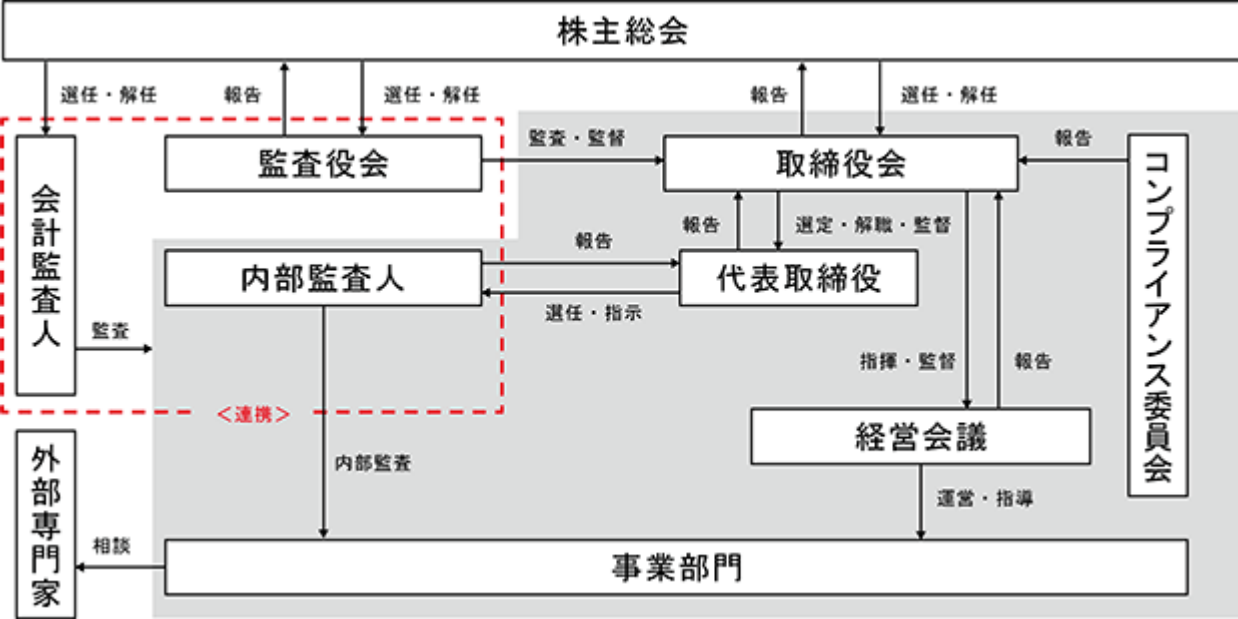 株主総会
選任・解任
報告
選任・解任
報告
選任・解任
会計監査人
監査役会
監査・監督
取締役会
報告
コンプライアンス委員会
報告
選定・解職・監督
内部監査人
報告
選任・指示
代表取締役
監査
指揮・監督
報告
＜連携＞
経営会議
内部監査
運営・指導
外部専門家
相談
事業部門